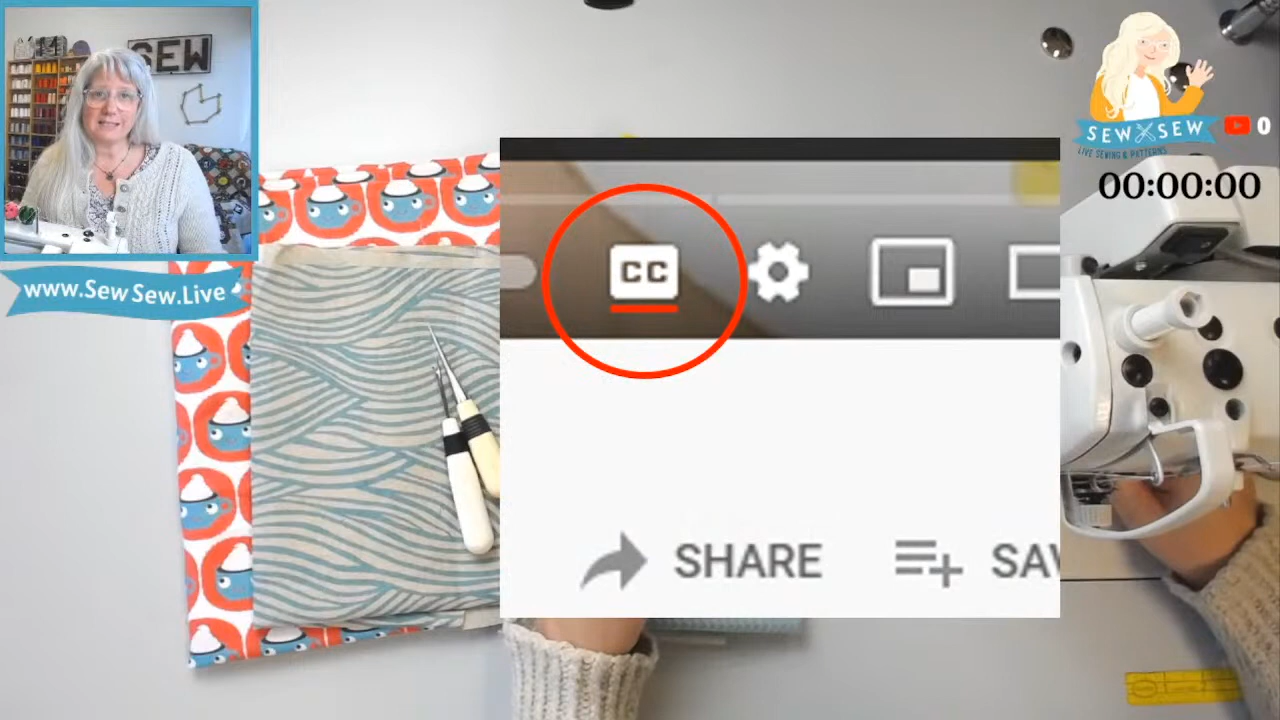 SEW
www.SewSew.Live
CC
SHARE
SAV
SEW SEW
LIVE SEWING & PATTERNS
0
00:00:00